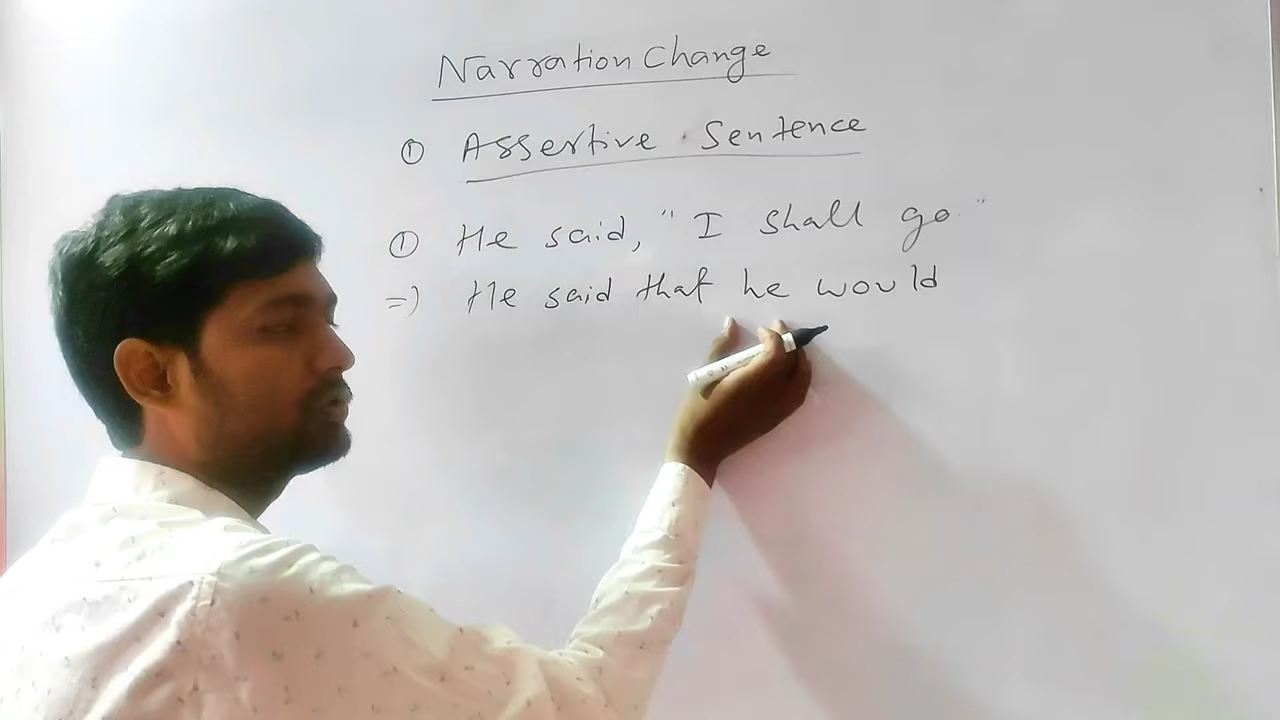 Narration Change
① Assertive Sentence
① He said, "I shall go"
=) He said that he would